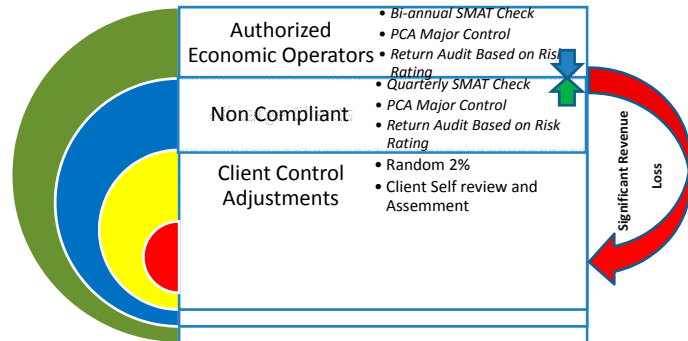 Authorized
Economic Operators
• Bi-annual SMAT Check
• PCA Major Control
• Return Audit Based on Risk
Rating
Non Compliant
• Quarterly SMAT Check
• PCA Major Control
• Return Audit Based on Risk
Rating
Client Control
Adjustments
• Random 2%
• Client Self review and
Assemment
Significant Revenue
Loss